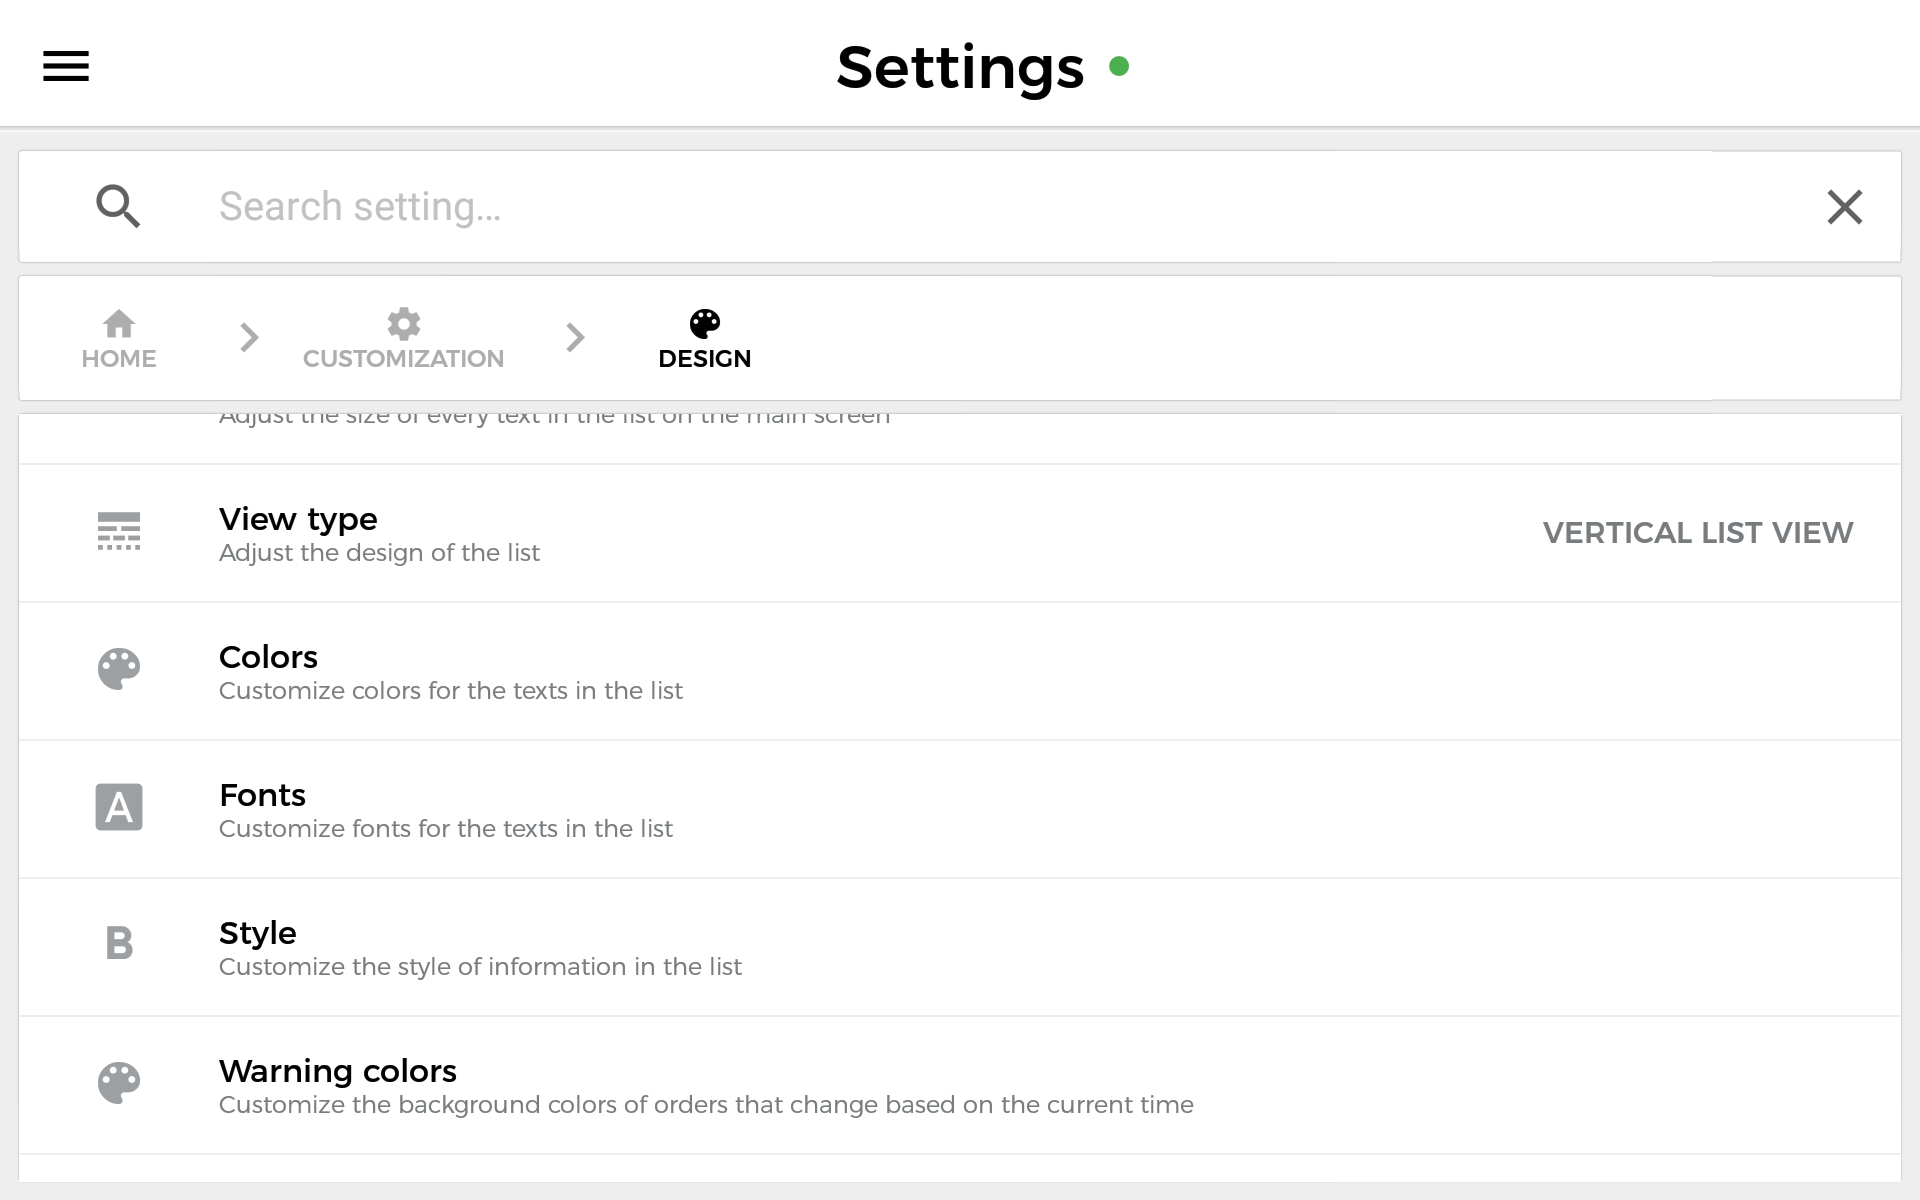 Settings
Search setting...
HOME
CUSTOMIZATION
DESIGN
Adjust the size of every text in the list on the main screen
View type
Adjust the design of the list
VERTICAL LIST VIEW
Colors
Customize colors for the texts in the list
Fonts
Customize fonts for the texts in the list
Style
Customize the style of information in the list
Warning colors
Customize the background colors of orders that change based on the current time